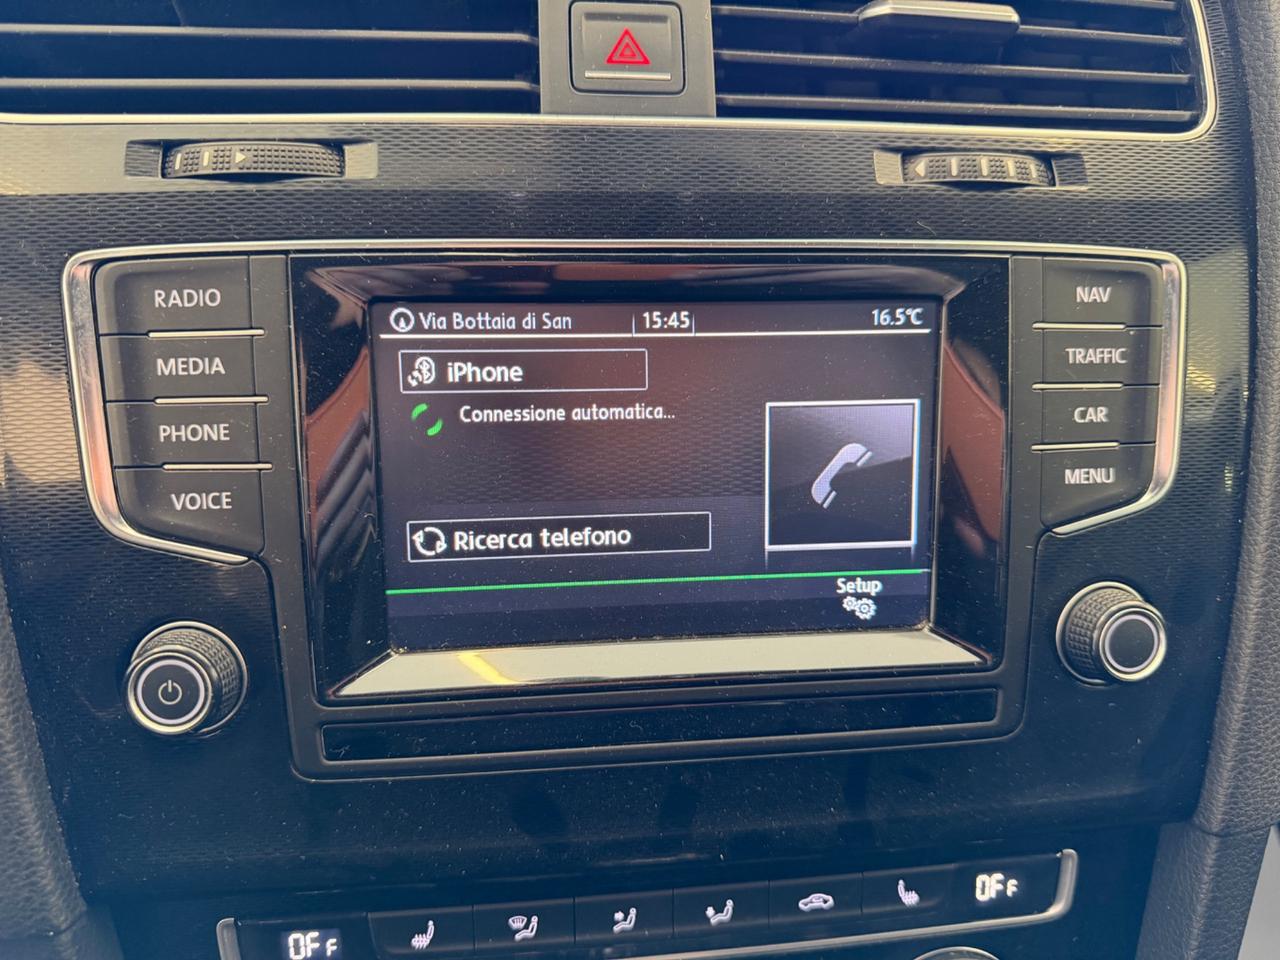 RADIO
MEDIA
PHONE
VOICE
Via Bottaia di San
15:45
16.5°C
iPhone
Connessione automatica...
Ricerca telefono
Setup
NAV
TRAFFIC
CAR
MENU
OFF
OFF